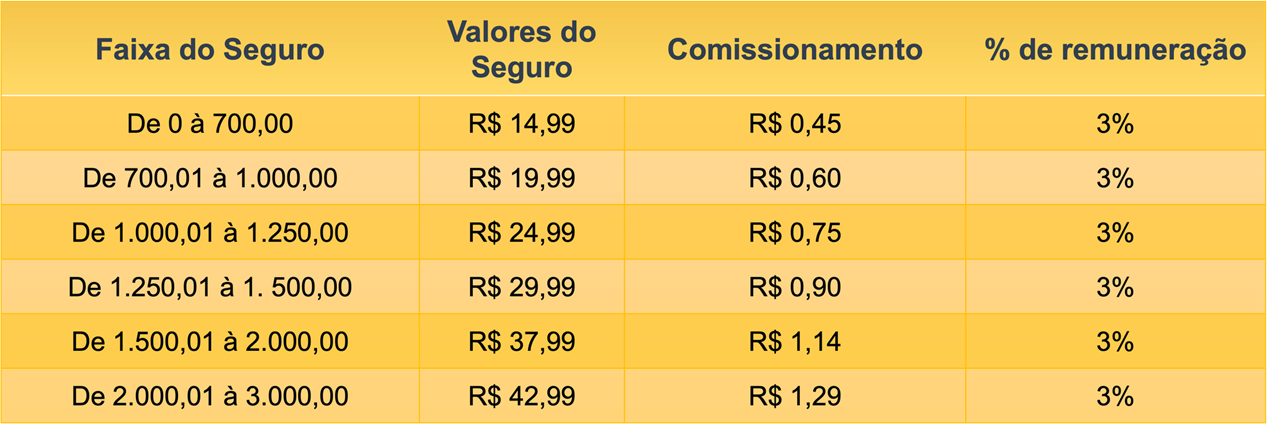 Faixa do Seguro Valores do Seguro Comissionamento % de remuneração
De 0 à 700,00 R$ 14,99 R$ 0,45 3%
De 700,01 à 1.000,00 R$ 19,99 R$ 0,60 3%
De 1.000,01 à 1.250,00 R$ 24,99 R$ 0,75 3%
De 1.250,01 à 1. 500,00 R$ 29,99 R$ 0,90 3%
De 1.500,01 à 2.000,00 R$ 37,99 R$ 1,14 3%
De 2.000,01 à 3.000,00 R$ 42,99 R$ 1,29 3%